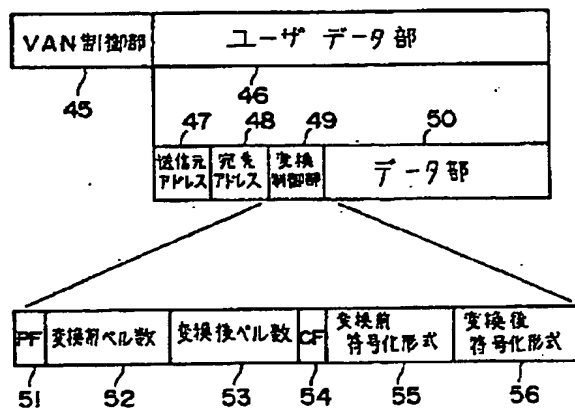 VAN制御部 ユーザ データ部
45 46
47 48 49 50
送信元 宛先 変換
アドレス アドレス 制御部 データ部
PF 変換前ペル数 変換後ペル数 CF 変換前 変換後
符号化形式 符号化形式
51 52 53 54 55 56